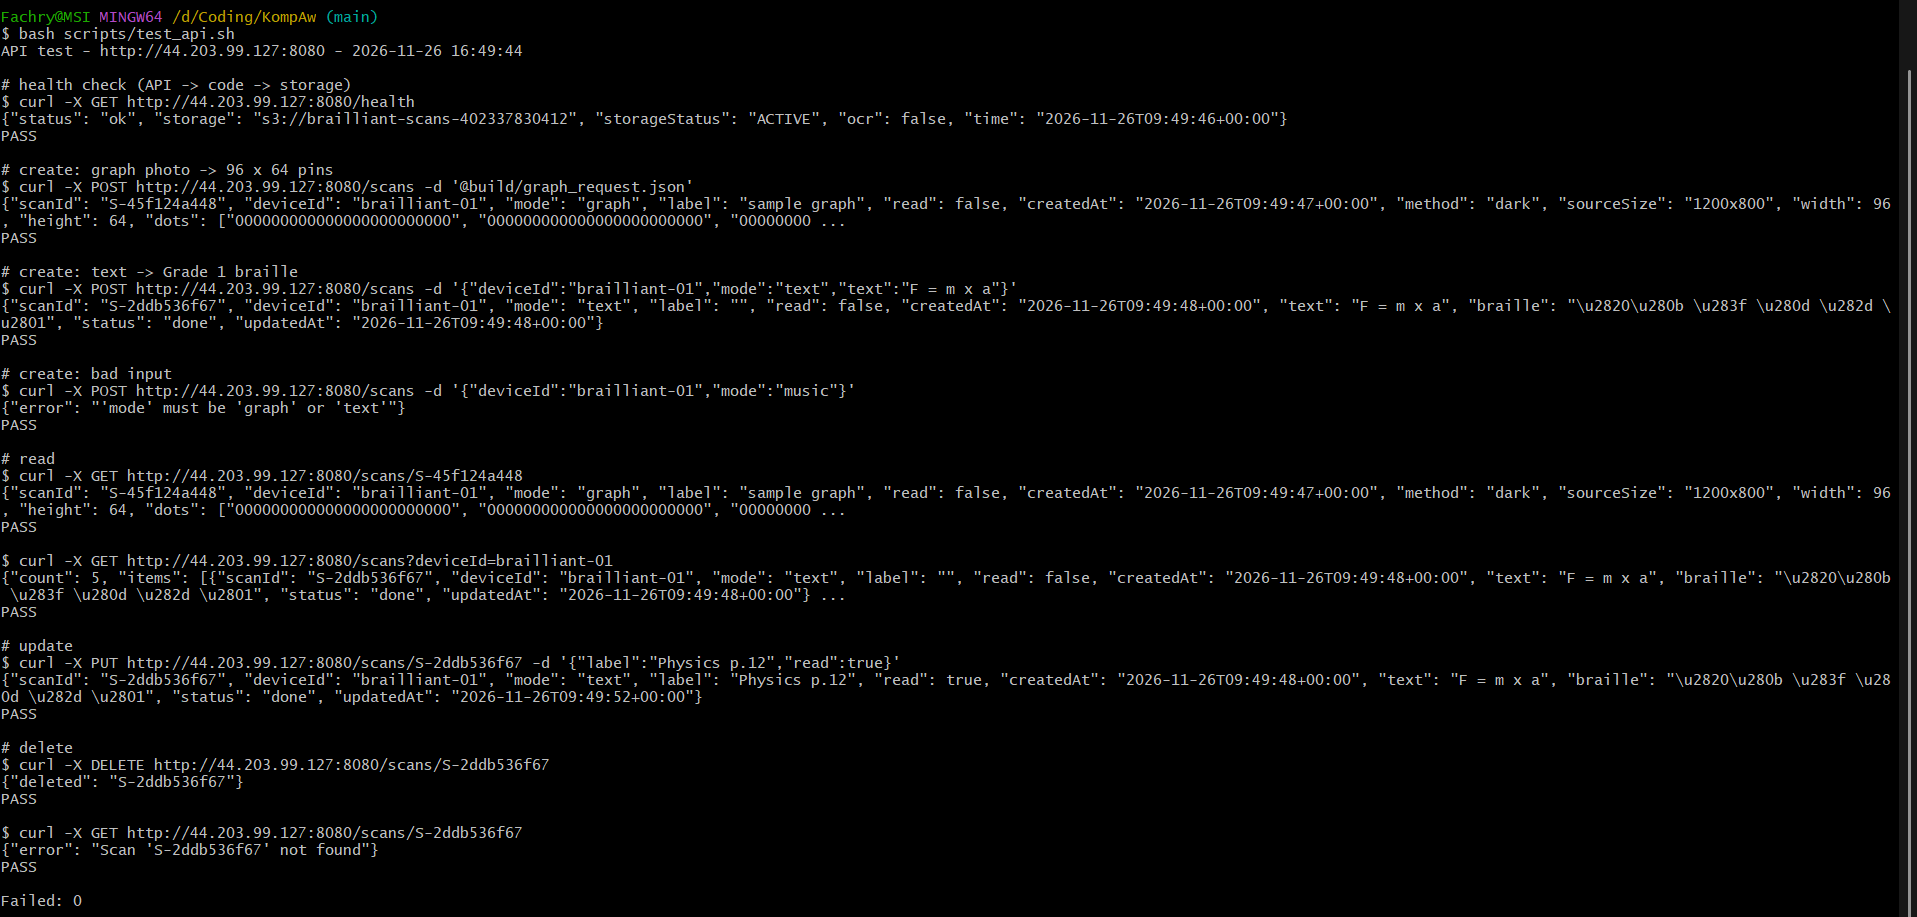 Fachry@MSI MINGW64 /d/Coding/KompAw (main)
$ bash scripts/test_api.sh
API test - http://44.203.99.127:8080 - 2026-11-26 16:49:44
# health check (API -> code -> storage)
$ curl -X GET http://44.203.99.127:8080/health
{"status": "ok", "storage": "s3://brailliant-scans-402337830412", "storageStatus": "ACTIVE", "ocr": false, "time": "2026-11-26T09:49:46+00:00"}
PASS
# create: graph photo -> 96 x 64 pins
$ curl -X POST http://44.203.99.127:8080/scans -d '@build/graph_request.json'
{"scanId": "S-45f124a448", "deviceId": "brailliant-01", "mode": "graph", "label": "sample graph", "read": false, "createdAt": "2026-11-26T09:49:47+00:00", "method": "dark", "sourceSize": "1200x800", "width": 96
, "height": 64, "dots": ["000000000000000000000000", "000000000000000000000000", "00000000 ...
PASS
# create: text -> Grade 1 braille
$ curl -X POST http://44.203.99.127:8080/scans -d '{"deviceId":"brailliant-01","mode":"text","text":"F = m x a"}'
{"scanId": "S-2ddb536f67", "deviceId": "brailliant-01", "mode": "text", "label": "", "read": false, "createdAt": "2026-11-26T09:49:48+00:00", "text": "F = m x a", "braille": "\u2820\u280b \u283f \u280d \u282d \
u2801", "status": "done", "updatedAt": "2026-11-26T09:49:48+00:00"}
PASS
# create: bad input
$ curl -X POST http://44.203.99.127:8080/scans -d '{"deviceId":"brailliant-01","mode":"music"}'
{"error": "'mode' must be 'graph' or 'text'"}
PASS
# read
$ curl -X GET http://44.203.99.127:8080/scans/S-45f124a448
{"scanId": "S-45f124a448", "deviceId": "brailliant-01", "mode": "graph", "label": "sample graph", "read": false, "createdAt": "2026-11-26T09:49:47+00:00", "method": "dark", "sourceSize": "1200x800", "width": 96
, "height": 64, "dots": ["000000000000000000000000", "000000000000000000000000", "00000000 ...
PASS
$ curl -X GET http://44.203.99.127:8080/scans?deviceId=brailliant-01
{"count": 5, "items": [{"scanId": "S-2ddb536f67", "deviceId": "brailliant-01", "mode": "text", "label": "", "read": false, "createdAt": "2026-11-26T09:49:48+00:00", "text": "F = m x a", "braille": "\u2820\u280b
 \u283f \u280d \u282d \u2801", "status": "done", "updatedAt": "2026-11-26T09:49:48+00:00"} ...
PASS
# update
$ curl -X PUT http://44.203.99.127:8080/scans/S-2ddb536f67 -d '{"label":"Physics p.12","read":true}'
{"scanId": "S-2ddb536f67", "deviceId": "brailliant-01", "mode": "text", "label": "Physics p.12", "read": true, "createdAt": "2026-11-26T09:49:48+00:00", "text": "F = m x a", "braille": "\u2820\u280b \u283f \u28
0d \u282d \u2801", "status": "done", "updatedAt": "2026-11-26T09:49:52+00:00"}
PASS
# delete
$ curl -X DELETE http://44.203.99.127:8080/scans/S-2ddb536f67
{"deleted": "S-2ddb536f67"}
PASS
$ curl -X GET http://44.203.99.127:8080/scans/S-2ddb536f67
{"error": "Scan 'S-2ddb536f67' not found"}
PASS
Failed: 0